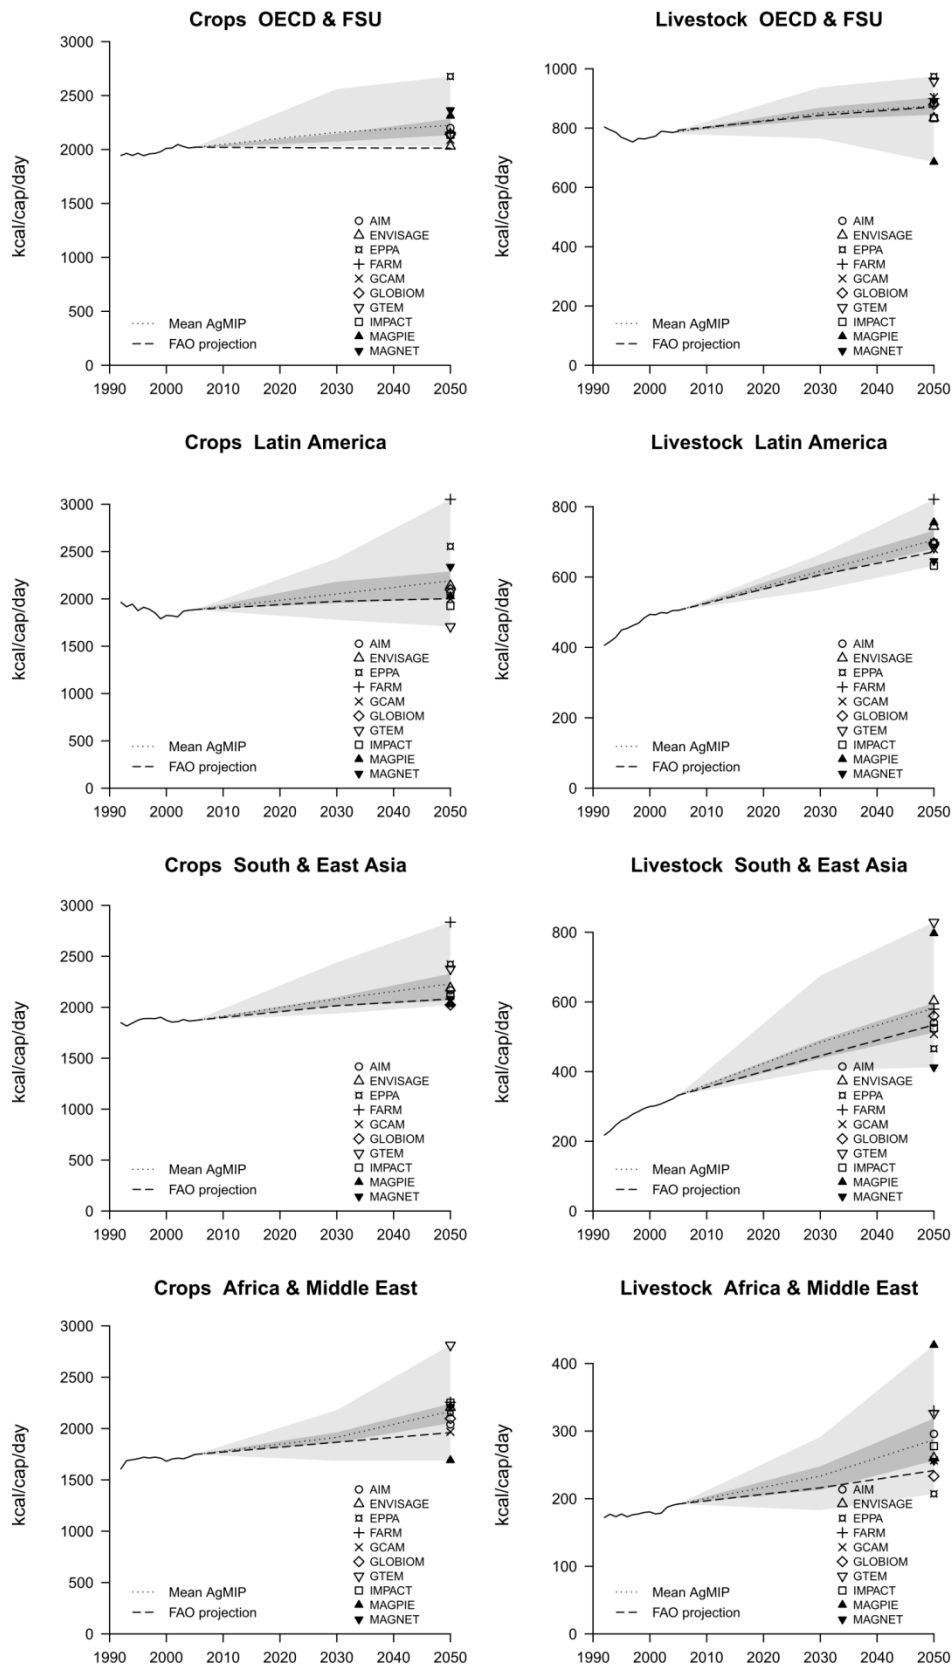 Crops OECD & FSU
kcal/cap/day
3000
2500
2000
1500
1000
500
0
AIM
ENVISAGE
EPPA
FARM
GCAM
GLOBIOM
GTEM
IMPACT
MAGPIE
MAGNET
Mean AgMIP
FAO projection
1990 2000 2010 2020 2030 2040 2050
Livestock OECD & FSU
kcal/cap/day
1000
800
600
400
200
0
AIM
ENVISAGE
EPPA
FARM
GCAM
GLOBIOM
GTEM
IMPACT
MAGPIE
MAGNET
Mean AgMIP
FAO projection
1990 2000 2010 2020 2030 2040 2050
Crops Latin America
kcal/cap/day
3000
2500
2000
1500
1000
500
0
AIM
ENVISAGE
EPPA
FARM
GCAM
GLOBIOM
GTEM
IMPACT
MAGPIE
MAGNET
Mean AgMIP
FAO projection
1990 2000 2010 2020 2030 2040 2050
Livestock Latin America
kcal/cap/day
800
600
400
200
0
AIM
ENVISAGE
EPPA
FARM
GCAM
GLOBIOM
GTEM
IMPACT
MAGPIE
MAGNET
Mean AgMIP
FAO projection
1990 2000 2010 2020 2030 2040 2050
Crops South & East Asia
kcal/cap/day
3000
2500
2000
1500
1000
500
0
AIM
ENVISAGE
EPPA
FARM
GCAM
GLOBIOM
GTEM
IMPACT
MAGPIE
MAGNET
Mean AgMIP
FAO projection
1990 2000 2010 2020 2030 2040 2050
Livestock South & East Asia
kcal/cap/day
800
600
400
200
0
AIM
ENVISAGE
EPPA
FARM
GCAM
GLOBIOM
GTEM
IMPACT
MAGPIE
MAGNET
Mean AgMIP
FAO projection
1990 2000 2010 2020 2030 2040 2050
Crops Africa & Middle East
kcal/cap/day
3000
2500
2000
1500
1000
500
0
AIM
ENVISAGE
EPPA
FARM
GCAM
GLOBIOM
GTEM
IMPACT
MAGPIE
MAGNET
Mean AgMIP
FAO projection
1990 2000 2010 2020 2030 2040 2050
Livestock Africa & Middle East
kcal/cap/day
400
300
200
100
0
AIM
ENVISAGE
EPPA
FARM
GCAM
GLOBIOM
GTEM
IMPACT
MAGPIE
MAGNET
Mean AgMIP
FAO projection
1990 2000 2010 2020 2030 2040 2050